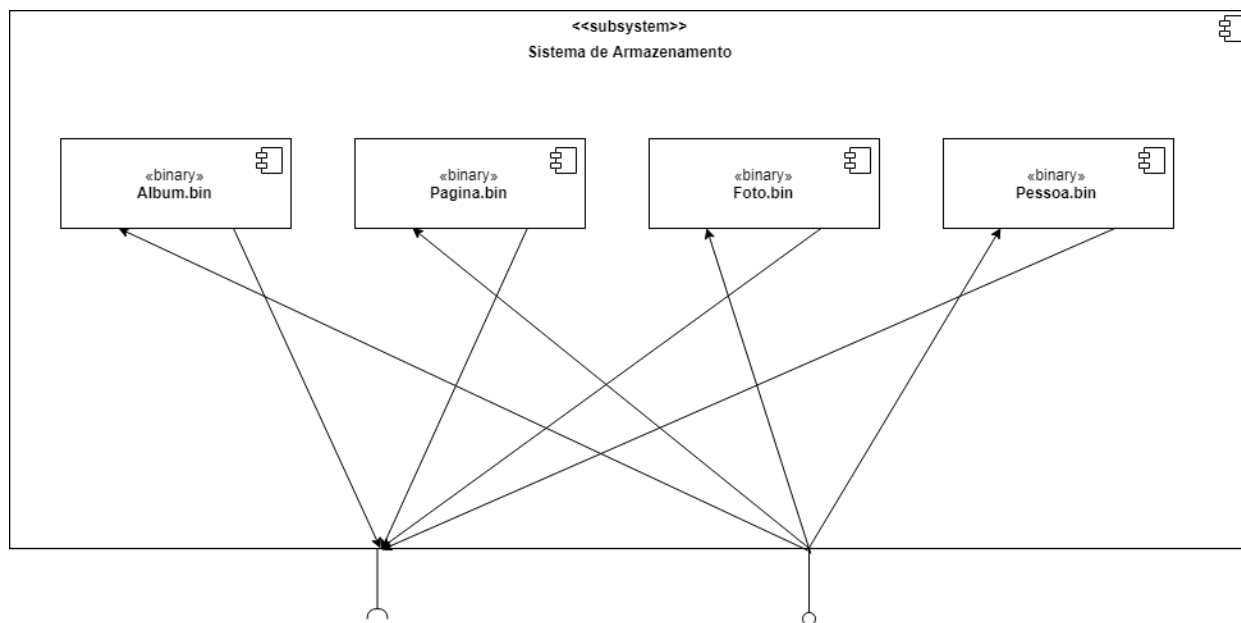 <<subsystem>>
Sistema de Armazenamento
«binary»
Album.bin
«binary»
Pagina.bin
«binary»
Foto.bin
«binary»
Pessoa.bin